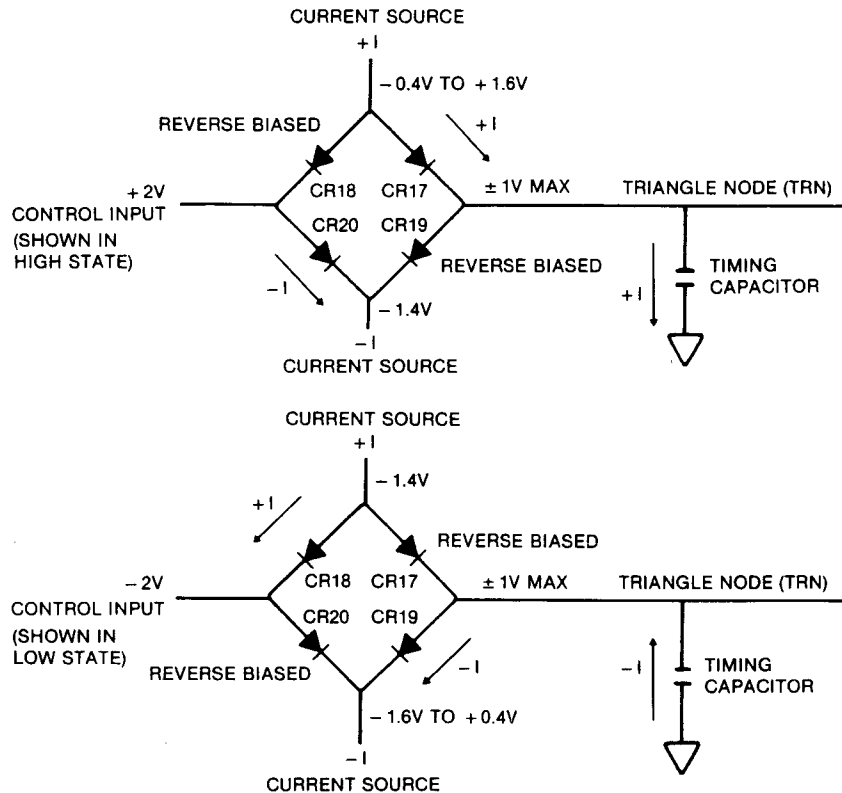 CURRENT SOURCE
+I
– 0.4V TO + 1.6V
REVERSE BIASED
+I
+ 2V
CR18 CR17
± 1V MAX
TRIANGLE NODE (TRN)
CONTROL INPUT
(SHOWN IN
HIGH STATE)
CR20 CR19
REVERSE BIASED
–I
+I
TIMING
CAPACITOR
– 1.4V
–I
CURRENT SOURCE
CURRENT SOURCE
+I
– 1.4V
+I
REVERSE BIASED
– 2V
CR18 CR17
± 1V MAX
TRIANGLE NODE (TRN)
CONTROL INPUT
(SHOWN IN
LOW STATE)
CR20 CR19
REVERSE BIASED
–I
–I
TIMING
CAPACITOR
– 1.6V TO + 0.4V
–I
CURRENT SOURCE